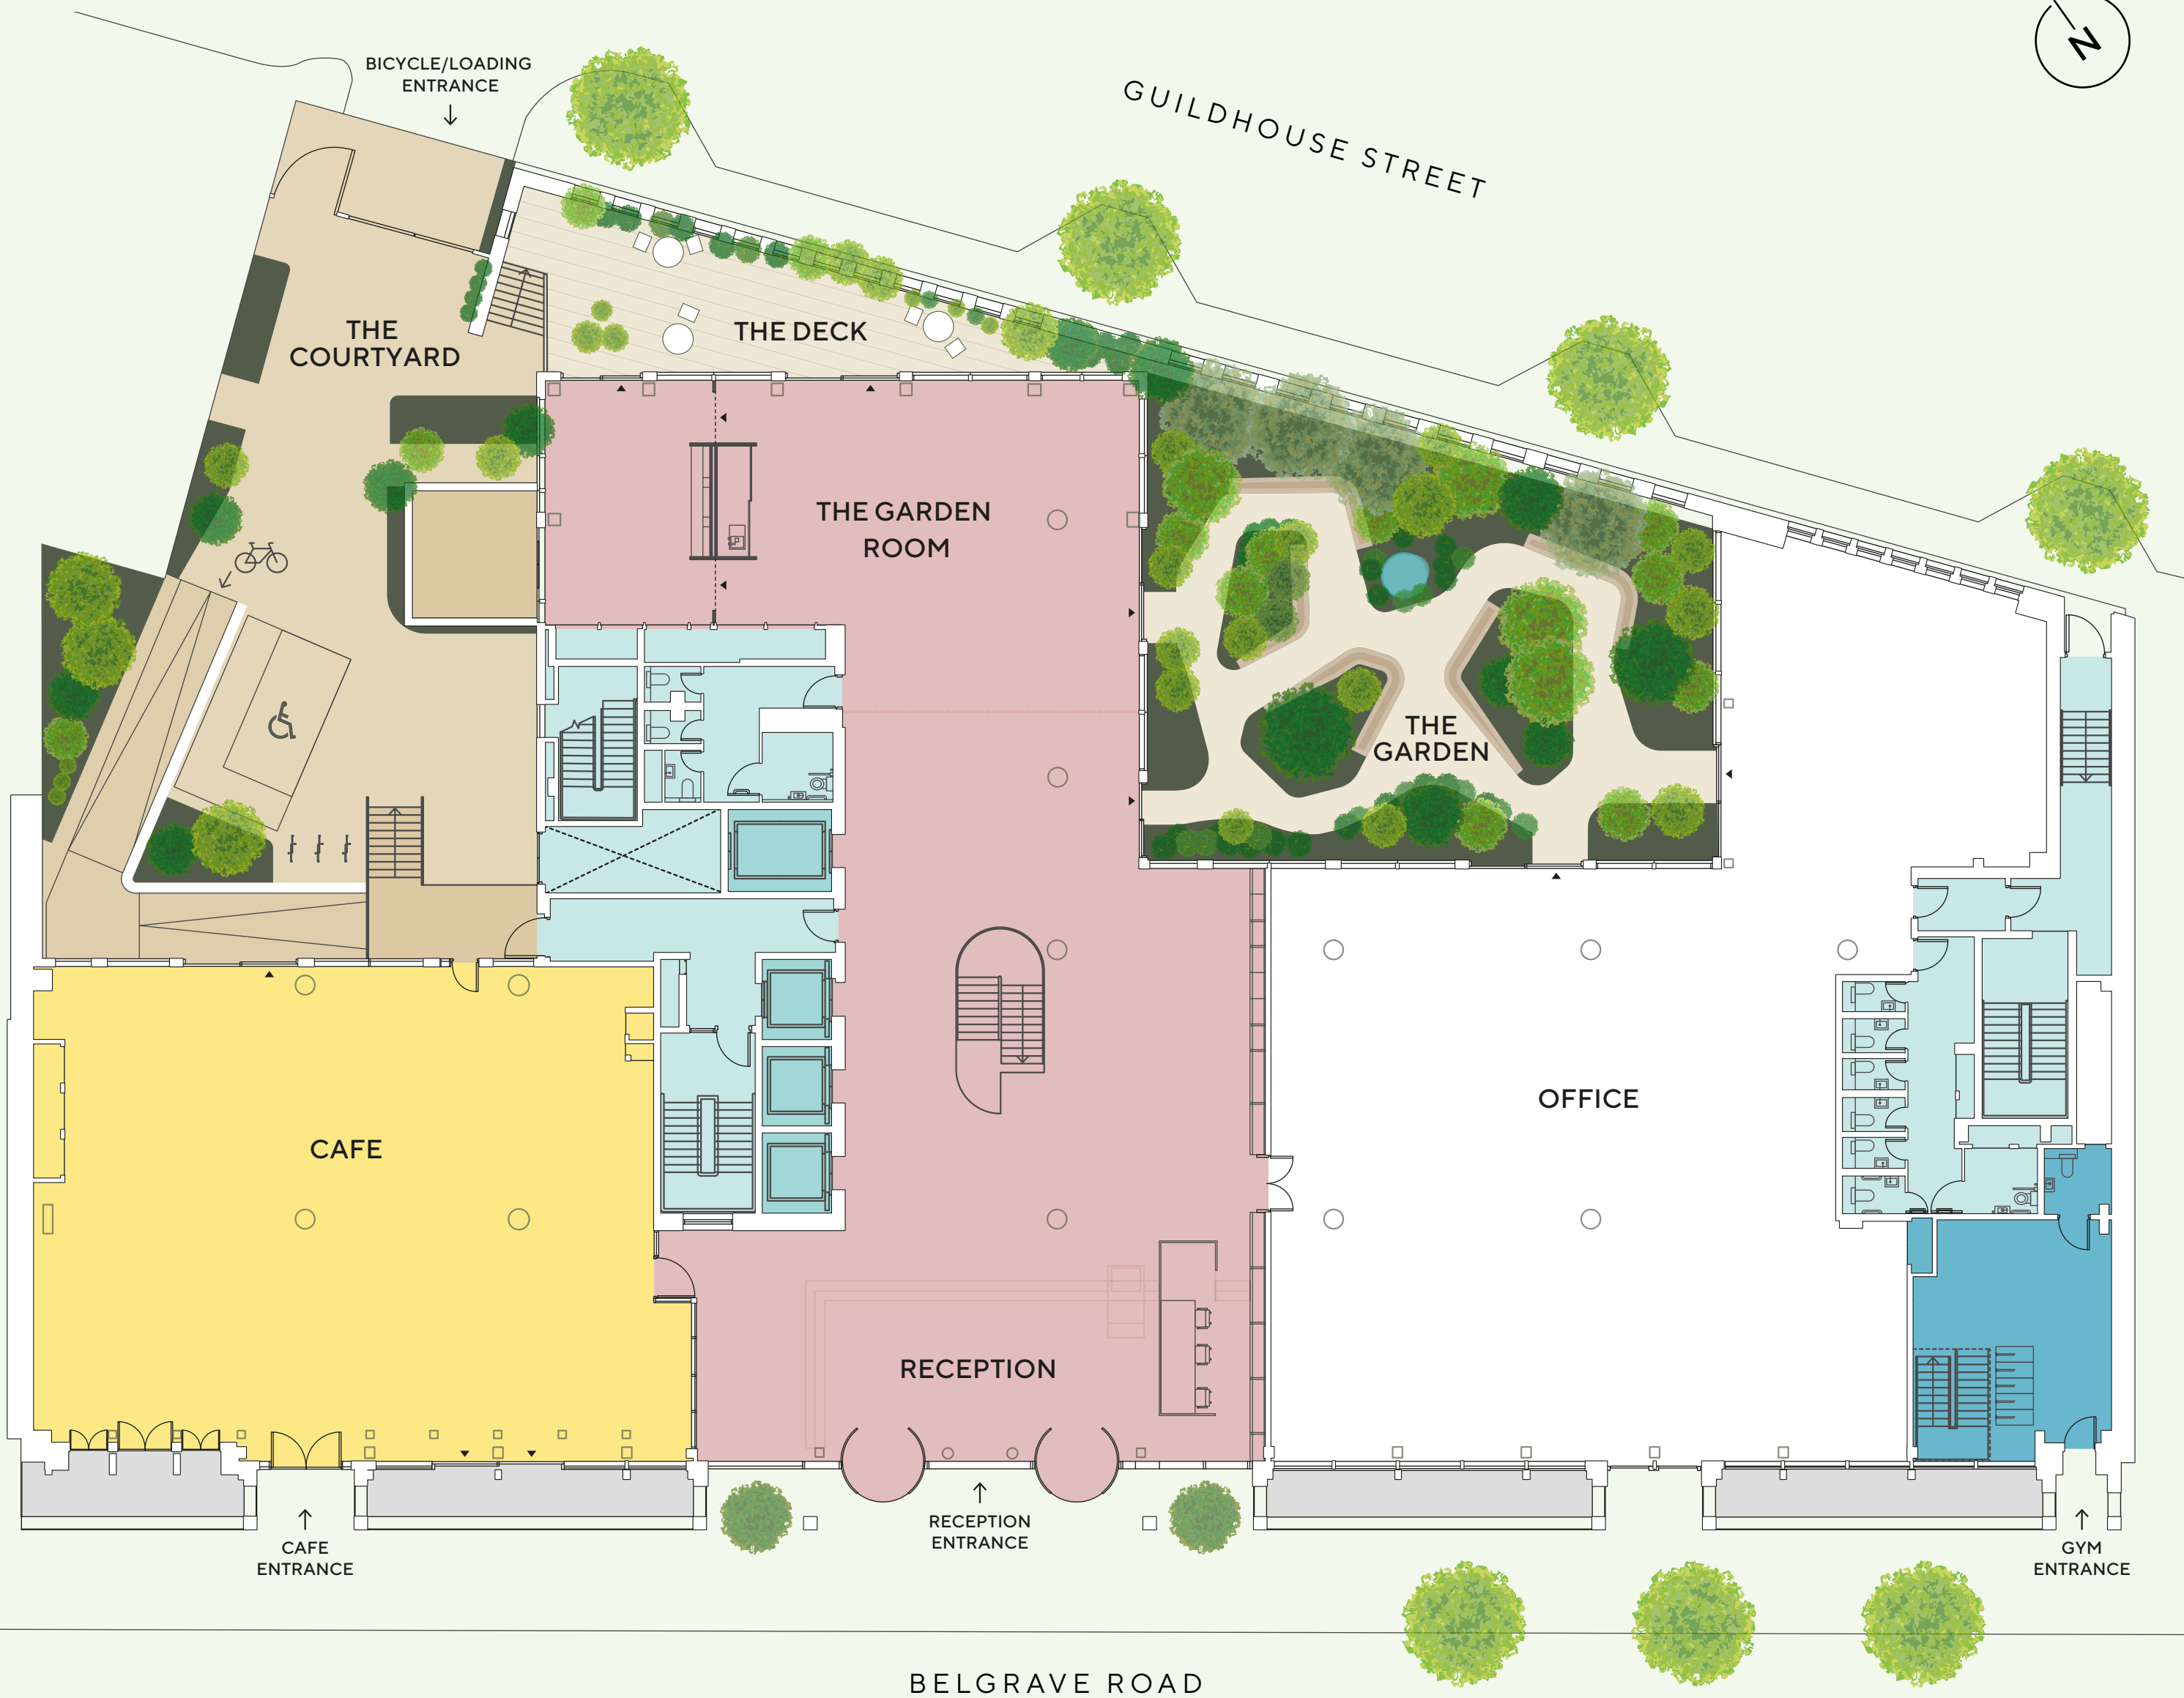 N
BICYCLE/LOADING
ENTRANCE
GUILDHOUSE STREET
THE
COURTYARD
THE DECK
THE GARDEN
ROOM
THE
GARDEN
OFFICE
CAFE
RECEPTION
CAFE
ENTRANCE
RECEPTION
ENTRANCE
GYM
ENTRANCE
BELGRAVE ROAD